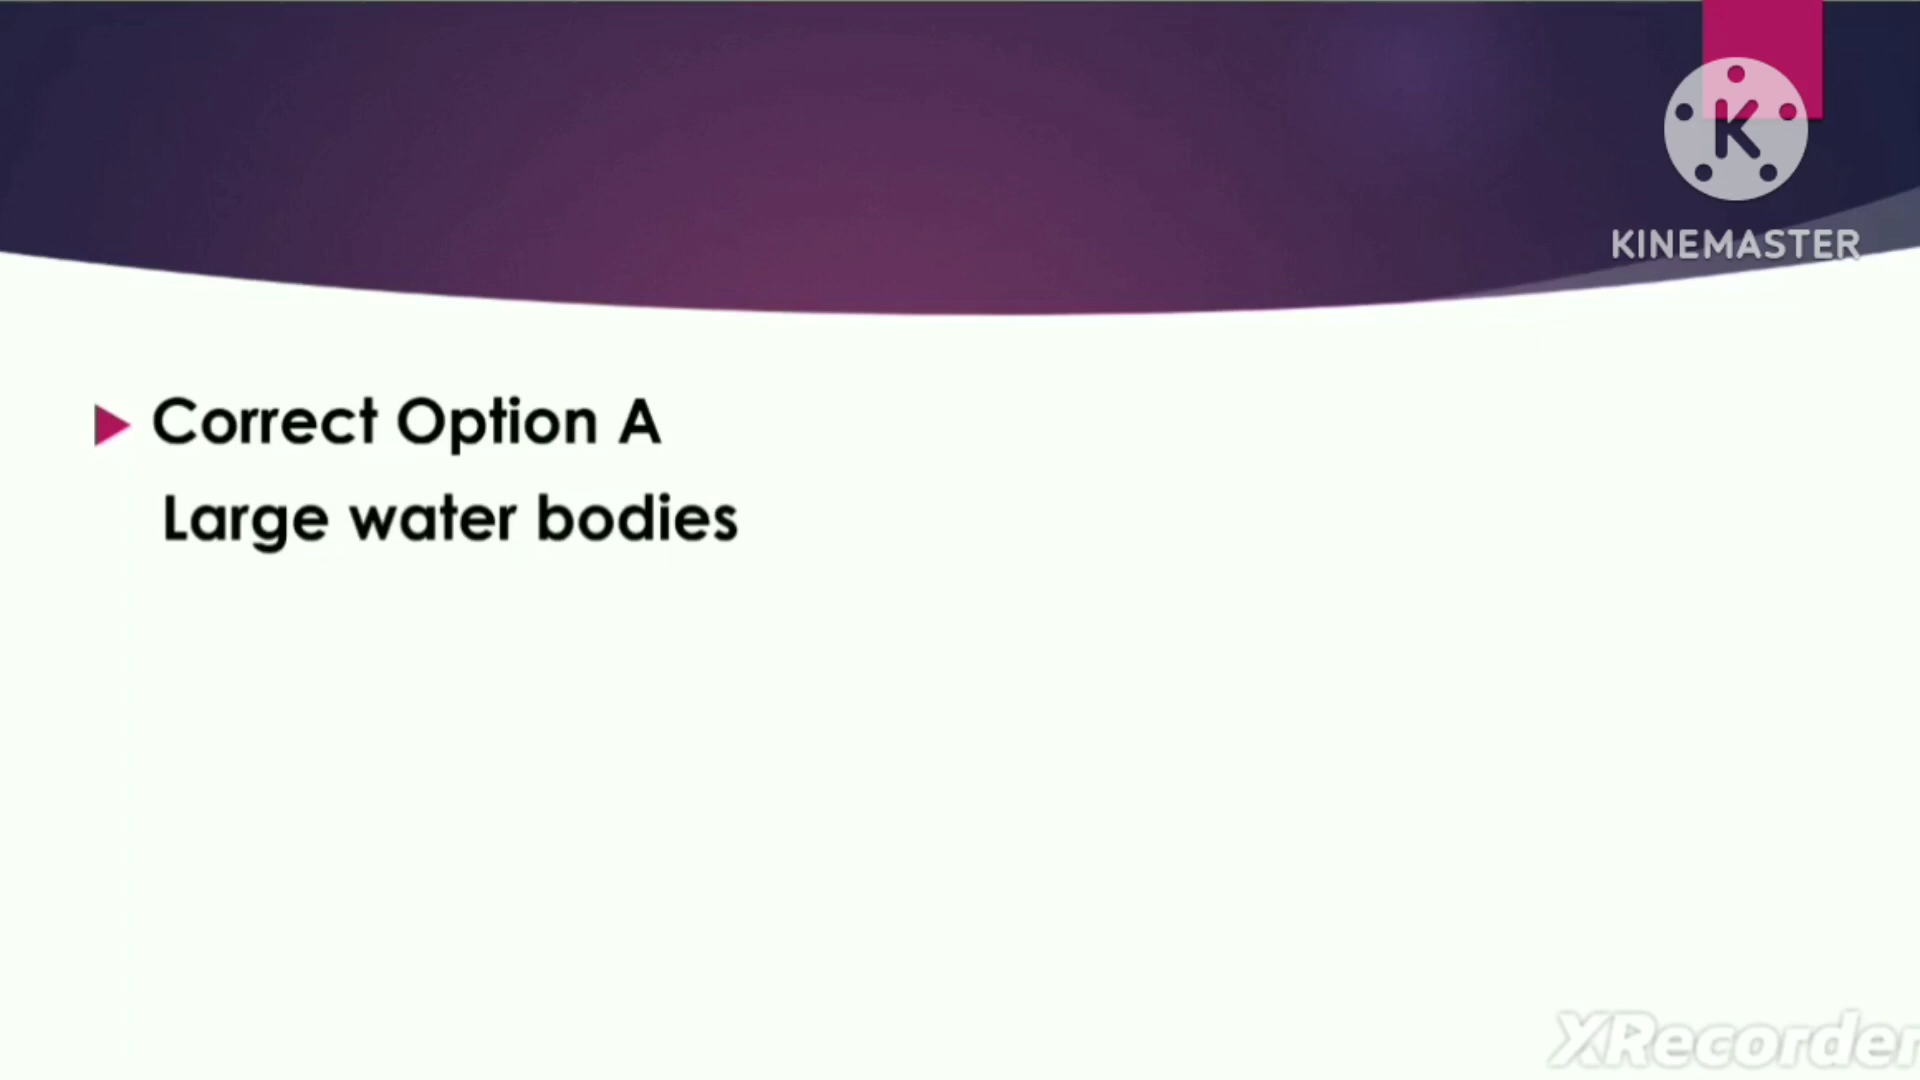 K
KINEMASTER
Correct Option A
Large water bodies
XRecorder